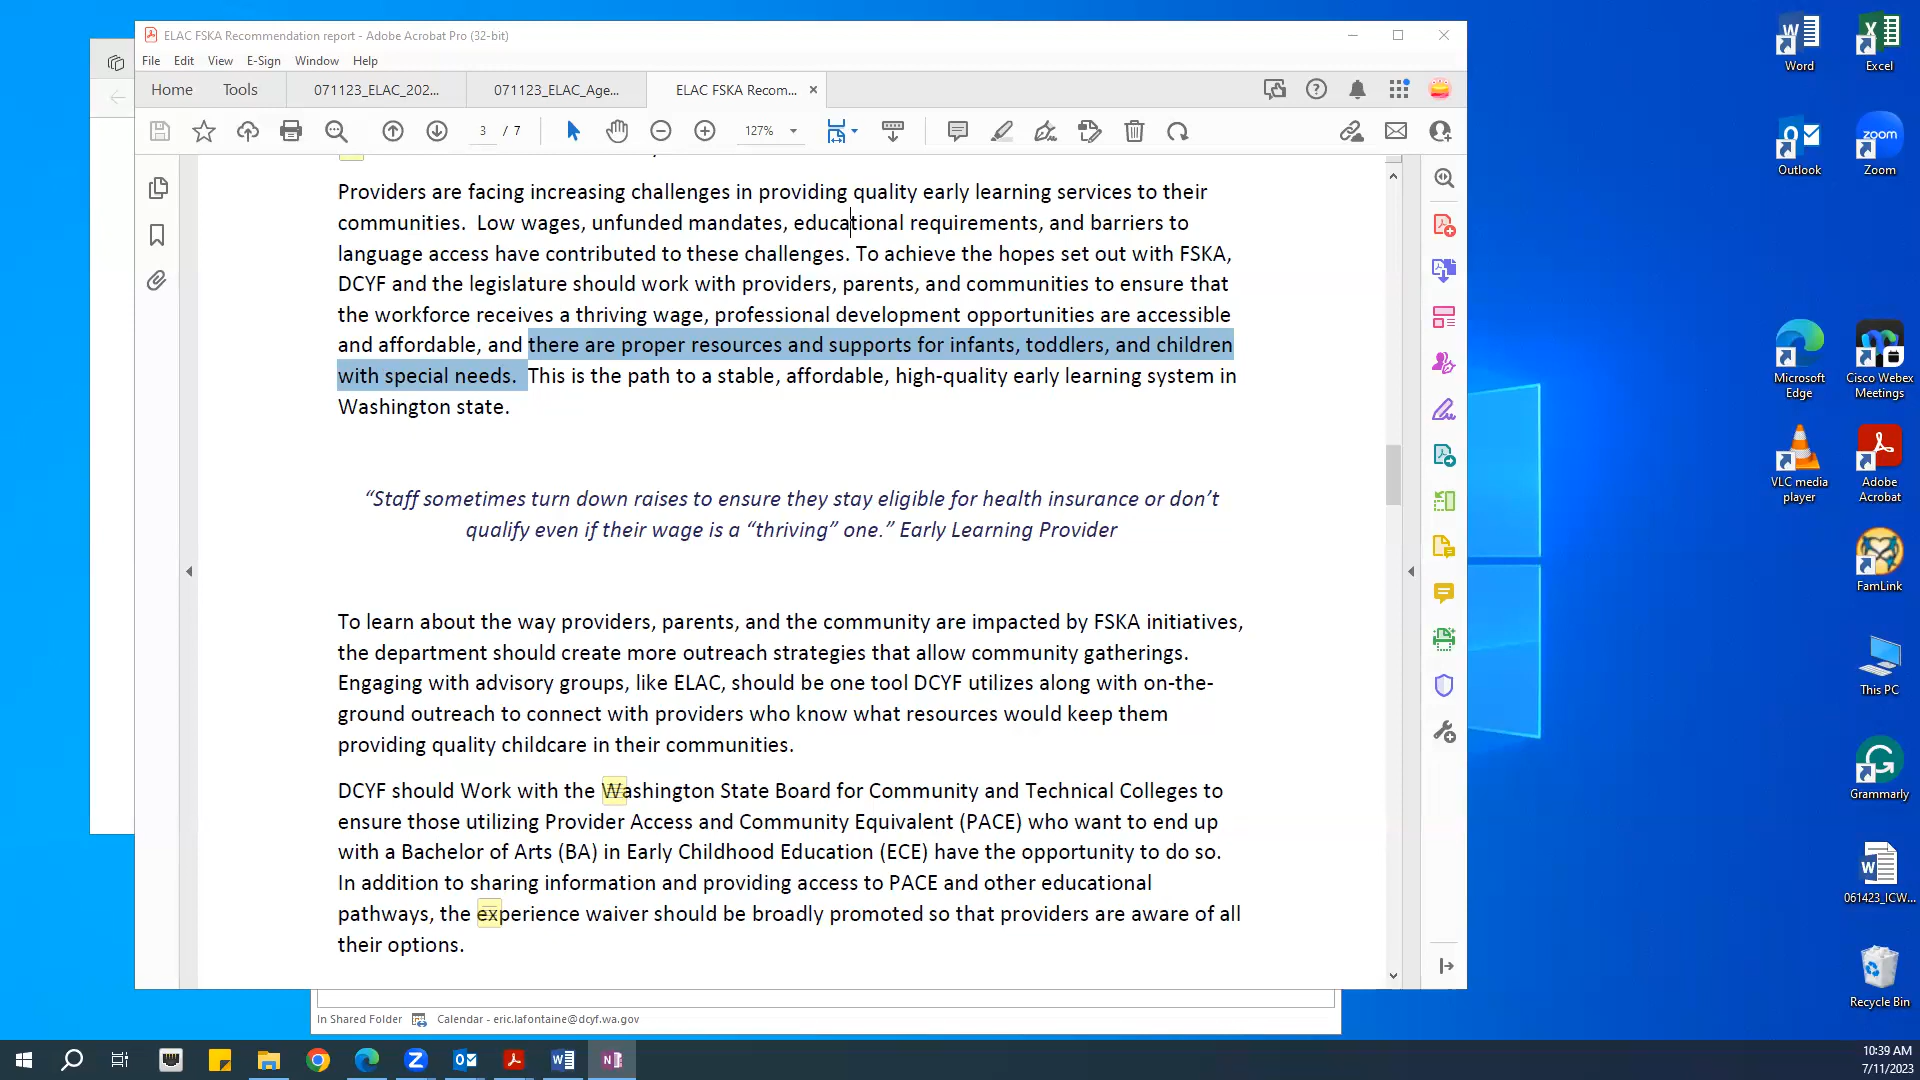 ELAC FSKA Recommendation report - Adobe Acrobat Pro (32-bit)
File Edit View E-Sign Window Help
Home Tools 071123_ELAC_202... 071123_ELAC_Age... ELAC FSKA Recom...
3 / 7 127%
Providers are facing increasing challenges in providing quality early learning services to their
communities. Low wages, unfunded mandates, educational requirements, and barriers to
language access have contributed to these challenges. To achieve the hopes set out with FSKA,
DCYF and the legislature should work with providers, parents, and communities to ensure that
the workforce receives a thriving wage, professional development opportunities are accessible
and affordable, and there are proper resources and supports for infants, toddlers, and children
with special needs. This is the path to a stable, affordable, high-quality early learning system in
Washington state.
“Staff sometimes turn down raises to ensure they stay eligible for health insurance or don’t
qualify even if their wage is a “thriving” one.” Early Learning Provider
To learn about the way providers, parents, and the community are impacted by FSKA initiatives,
the department should create more outreach strategies that allow community gatherings.
Engaging with advisory groups, like ELAC, should be one tool DCYF utilizes along with on-the-
ground outreach to connect with providers who know what resources would keep them
providing quality childcare in their communities.
DCYF should Work with the Washington State Board for Community and Technical Colleges to
ensure those utilizing Provider Access and Community Equivalent (PACE) who want to end up
with a Bachelor of Arts (BA) in Early Childhood Education (ECE) have the opportunity to do so.
In addition to sharing information and providing access to PACE and other educational
pathways, the experience waiver should be broadly promoted so that providers are aware of all
their options.
In Shared Folder Calendar - eric.lafontaine@dcyf.wa.gov
Word Excel
Outlook Zoom
zoom
Microsoft Edge
Cisco Webex Meetings
VLC media player
Adobe Acrobat
FamLink
This PC
Grammarly
061423_ICW...
Recycle Bin
10:39 AM
7/11/2023